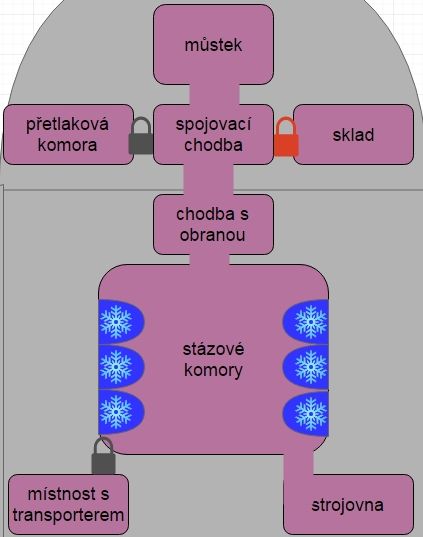 můstek
přetlaková
komora
spojovací
chodba
sklad
chodba s
obranou
stázové
komory
místnost s
transporterem
strojovna